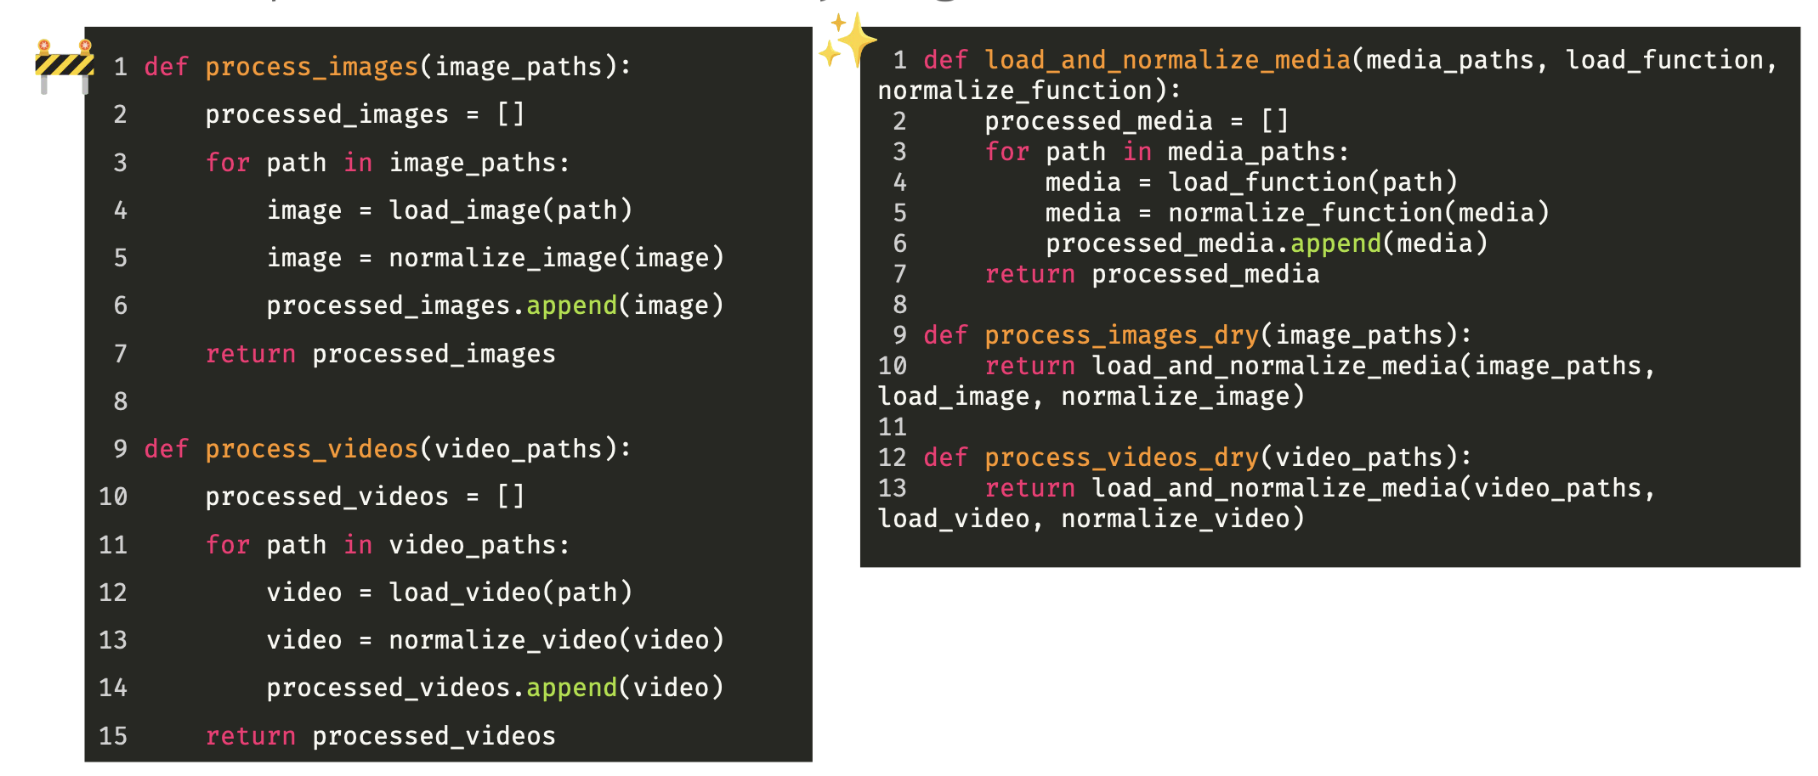 1 def process_images(image_paths):
2     processed_images = []
3     for path in image_paths:
4         image = load_image(path)
5         image = normalize_image(image)
6         processed_images.append(image)
7     return processed_images
8
9 def process_videos(video_paths):
10     processed_videos = []
11     for path in video_paths:
12         video = load_video(path)
13         video = normalize_video(video)
14         processed_videos.append(video)
15     return processed_videos
1 def load_and_normalize_media(media_paths, load_function,
normalize_function):
2     processed_media = []
3     for path in media_paths:
4         media = load_function(path)
5         media = normalize_function(media)
6         processed_media.append(media)
7     return processed_media
8
9 def process_images_dry(image_paths):
10     return load_and_normalize_media(image_paths,
load_image, normalize_image)
11
12 def process_videos_dry(video_paths):
13     return load_and_normalize_media(video_paths,
load_video, normalize_video)